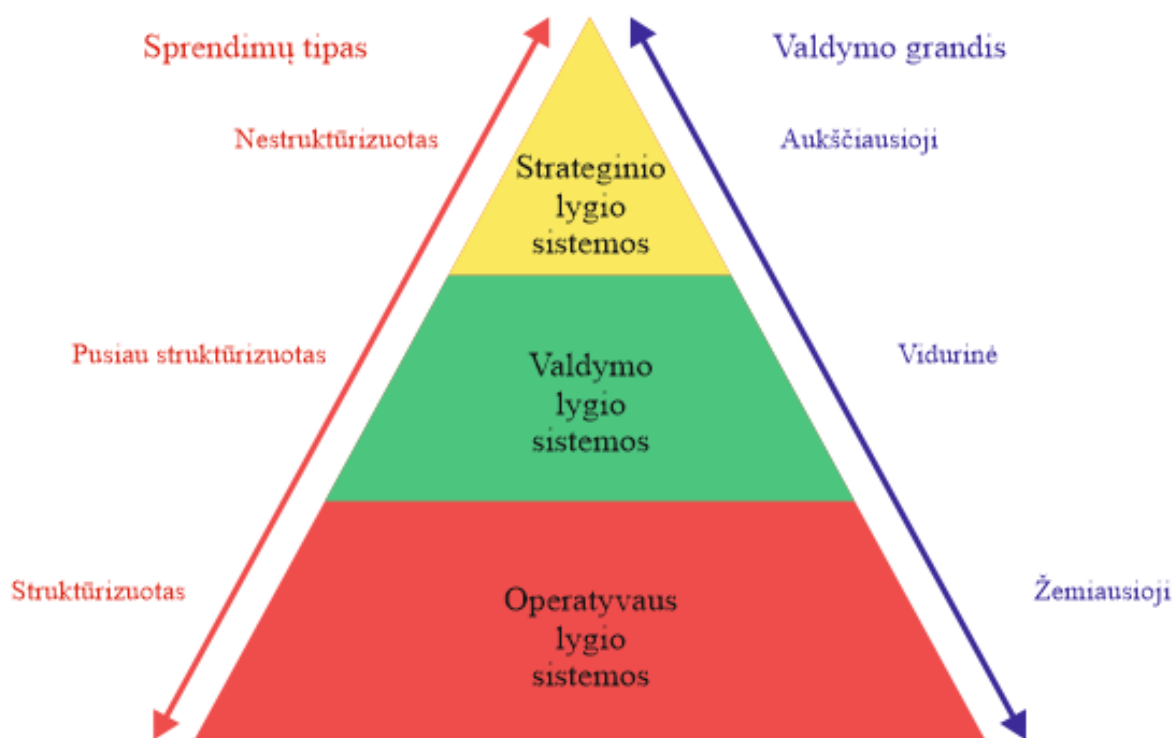 Sprendimų tipas
Valdymo grandis
Nestruktūrizuotas
Aukščiausioji
Strateginio
lygio
sistemos
Pusiau struktūrizuotas
Vidurinė
Valdymo
lygio
sistemos
Struktūrizuotas
Žemiausioji
Operatyvaus
lygio
sistemos